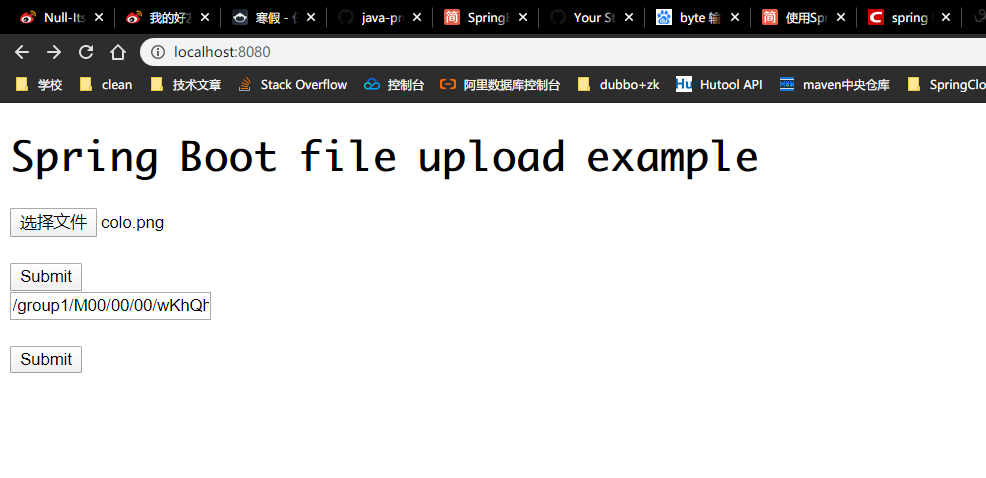 Null-Its
我的好友
寒假 -
java-pr
Spring
Your St
byte 输
使用Spr
spring
localhost:8080
学校
clean
技术文章
Stack Overflow
控制台
阿里数据库控制台
dubbo+zk
Hutool API
maven中央仓库
SpringClo
Spring Boot file upload example
选择文件 colo.png
Submit
/group1/M00/00/00/wKhQh
Submit